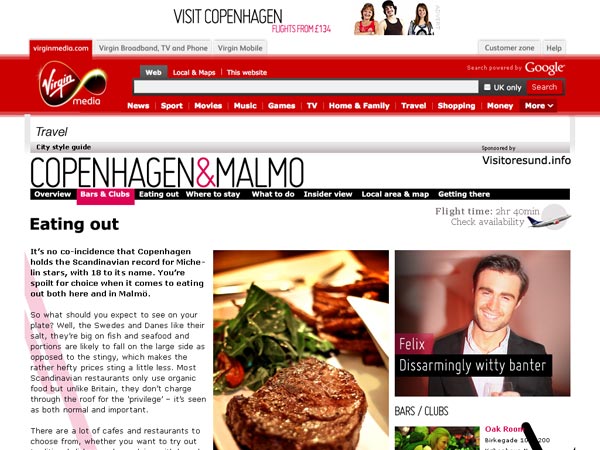 VISIT COPENHAGEN
FLIGHTS FROM £134
ADVERT
virginmedia.com
Virgin Broadband, TV and Phone
Virgin Mobile
Customer zone
Help
Virgin
media
Web
Local & Maps
This website
Search powered by Google
UK only
Search
News
Sport
Movies
Music
Games
TV
Home & Family
Travel
Shopping
Money
More
Travel
City style guide
Sponsored by
Visitoresund.info
COPENHAGEN&MALMO
Overview
Bars & Clubs
Eating out
Where to stay
What to do
Insider view
Local area & map
Getting there
Eating out
Flight time: 2hr 40min
Check availability
It's no co-incidence that Copenhagen
holds the Scandinavian record for Miche-
lin stars, with 18 to its name. You're
spoilt for choice when it comes to eating
out both here and in Malmö.
So what should you expect to see on your
plate? Well, the Swedes and Danes like their
salt, they're big on fish and seafood and
portions are likely to fall on the large side as
opposed to the stingy, which makes the
rather hefty prices sting a little less. Most
Scandinavian restaurants only use organic
food but unlike Britain, they don't charge
through the roof for the 'privilege' – it's seen
as both normal and important.
There are a lot of cafes and restaurants to
choose from, whether you want to try out
Felix
Disarmingly witty banter
BARS / CLUBS
Oak Room
Birkegade 10
200